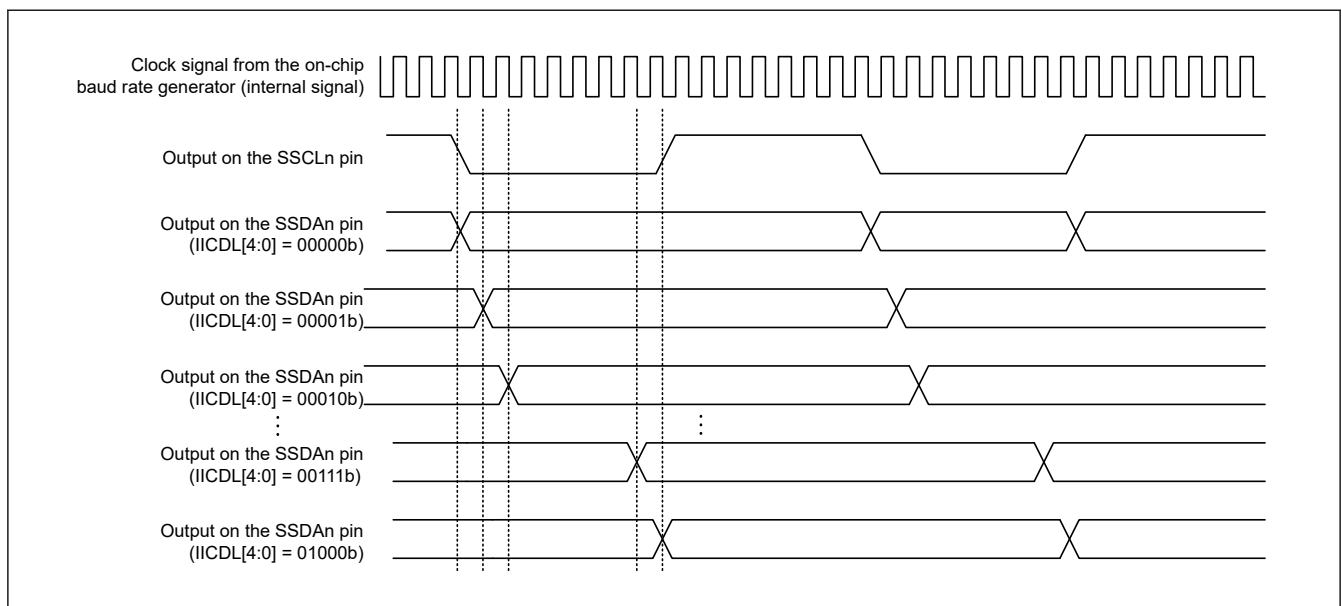 Clock signal from the on-chip
baud rate generator (internal signal)
Output on the SSCLn pin
Output on the SSDAn pin
(IICDL[4:0] = 00000b)
Output on the SSDAn pin
(IICDL[4:0] = 00001b)
Output on the SSDAn pin
(IICDL[4:0] = 00010b)
Output on the SSDAn pin
(IICDL[4:0] = 00111b)
Output on the SSDAn pin
(IICDL[4:0] = 01000b)